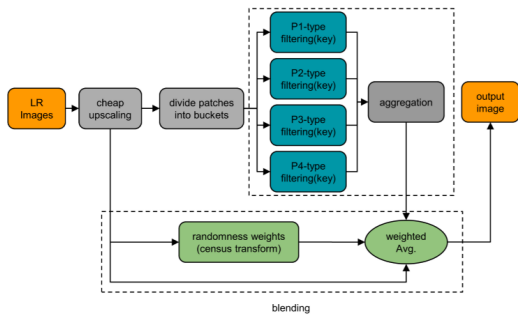 LR
Images
cheap
upscaling
divide patches
into buckets
P1-type
filtering(key)
P2-type
filtering(key)
P3-type
filtering(key)
P4-type
filtering(key)
aggregation
output
image
randomness weights
(census transform)
weighted
Avg.
blending